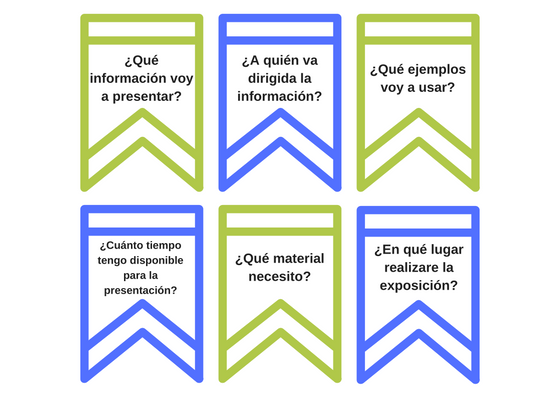 ¿Qué
información voy
a presentar?
¿A quién va
dirigida la
información?
¿Qué ejemplos
voy a usar?
¿Cuánto tiempo
tengo disponible
para la
presentación?
¿Qué material
necesito?
¿En qué lugar
realizare la
exposición?